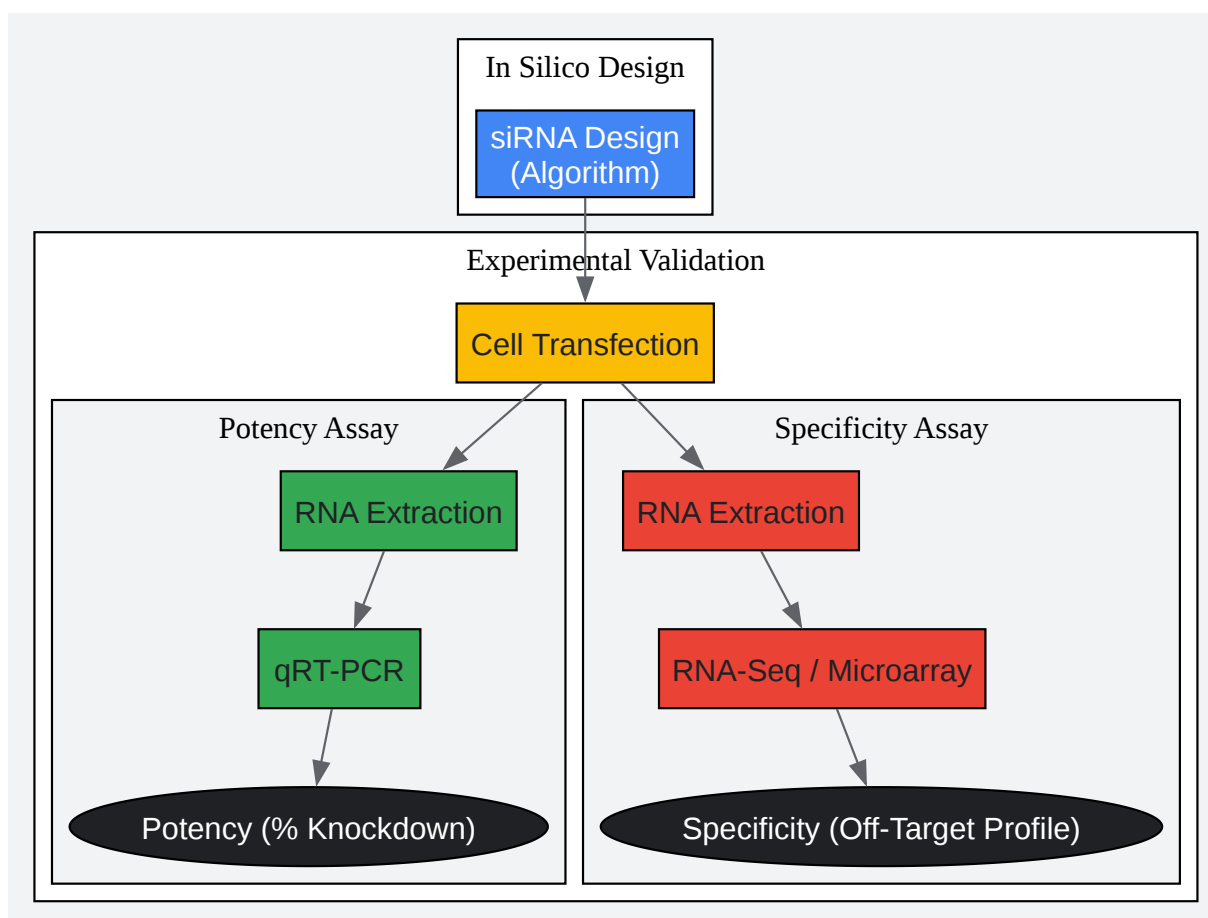 In Silico Design
siRNA Design
(Algorithm)
Experimental Validation
Cell Transfection
Potency Assay
RNA Extraction
qRT-PCR
Potency (% Knockdown)
Specificity Assay
RNA Extraction
RNA-Seq / Microarray
Specificity (Off-Target Profile)